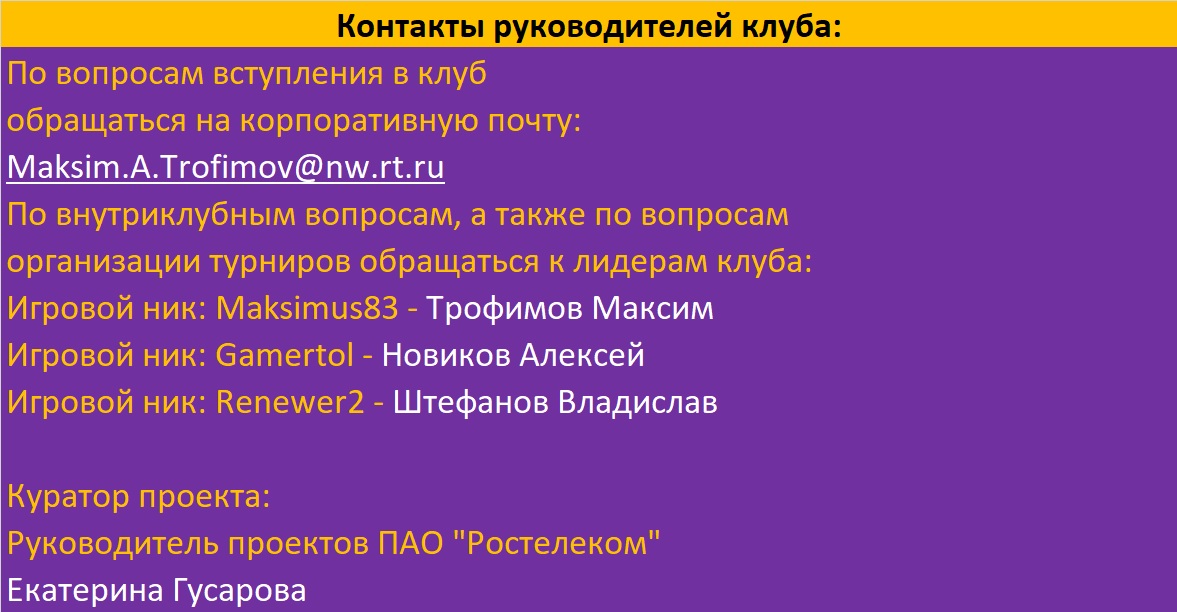 Контакты руководителей клуба:
По вопросам вступления в клуб
обращаться на корпоративную почту:
Maksim.A.Trofimov@nw.rt.ru
По внутриклубным вопросам, а также по вопросам
организации турниров обращаться к лидерам клуба:
Игровой ник: Maksimus83 - Трофимов Максим
Игровой ник: Gamertol - Новиков Алексей
Игровой ник: Renewer2 - Штефанов Владислав
Куратор проекта:
Руководитель проектов ПАО "Ростелеком"
Екатерина Гусарова